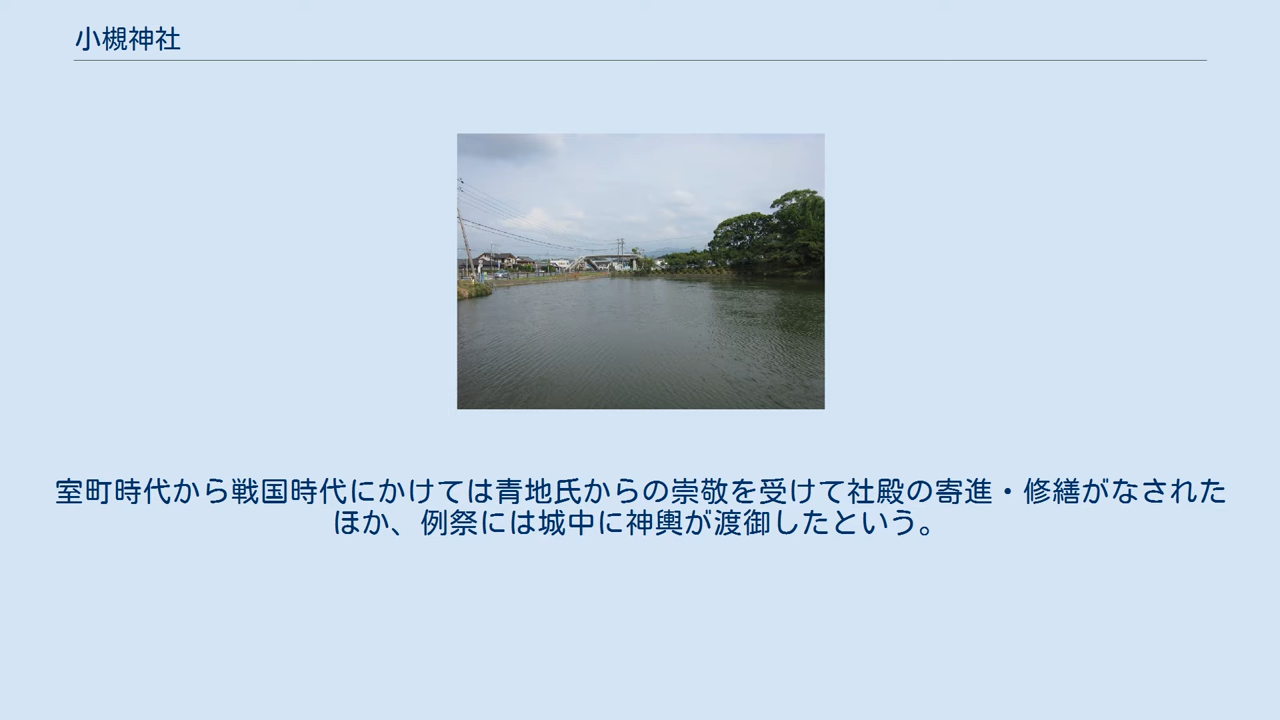 小槻神社
室町時代から戦国時代にかけては青地氏からの崇敬を受けて社殿の寄進・修繕がなされた
ほか、例祭には城中に神輿が渡御したという。